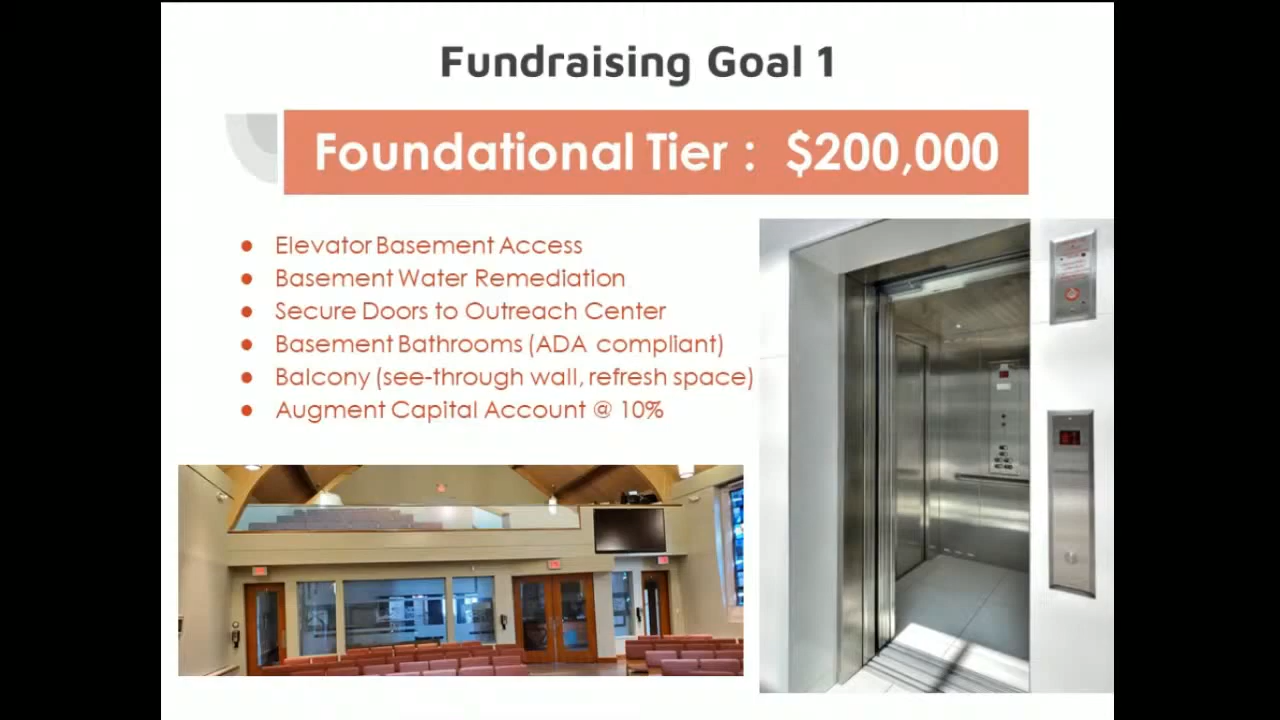 Fundraising Goal 1
Foundational Tier : $200,000
Elevator Basement Access
Basement Water Remediation
Secure Doors to Outreach Center
Basement Bathrooms (ADA compliant)
Balcony (see-through wall, refresh space)
Augment Capital Account @ 10%